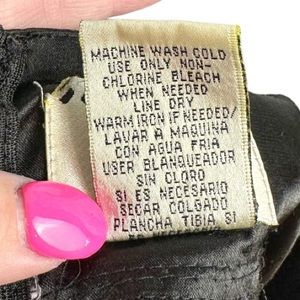 MACHINE WASH COLD
USE ONLY NON-
CHLORINE BLEACH
WHEN NEEDED
LINE DRY
WARM IRON IF NEEDED/
LAVAR A MAQUINA
CON AGUA FRIA
USER BLANQUEADOR
SIN CLORO
SI ES NECESARIO
SECAR COLGADO
PLANCHA TIBIA SI